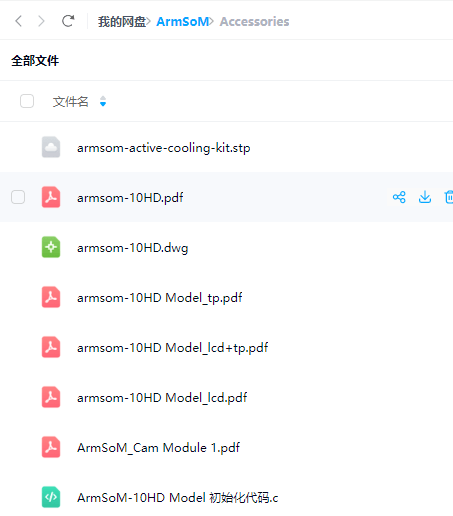 我的网盘 ArmSoM Accessories
全部文件
文件名
armsom-active-cooling-kit.stp
armsom-10HD.pdf
armsom-10HD.dwg
armsom-10HD Model_tp.pdf
armsom-10HD Model_lcd+tp.pdf
armsom-10HD Model_lcd.pdf
ArmSoM_Cam Module 1.pdf
ArmSoM-10HD Model 初始化代码.c